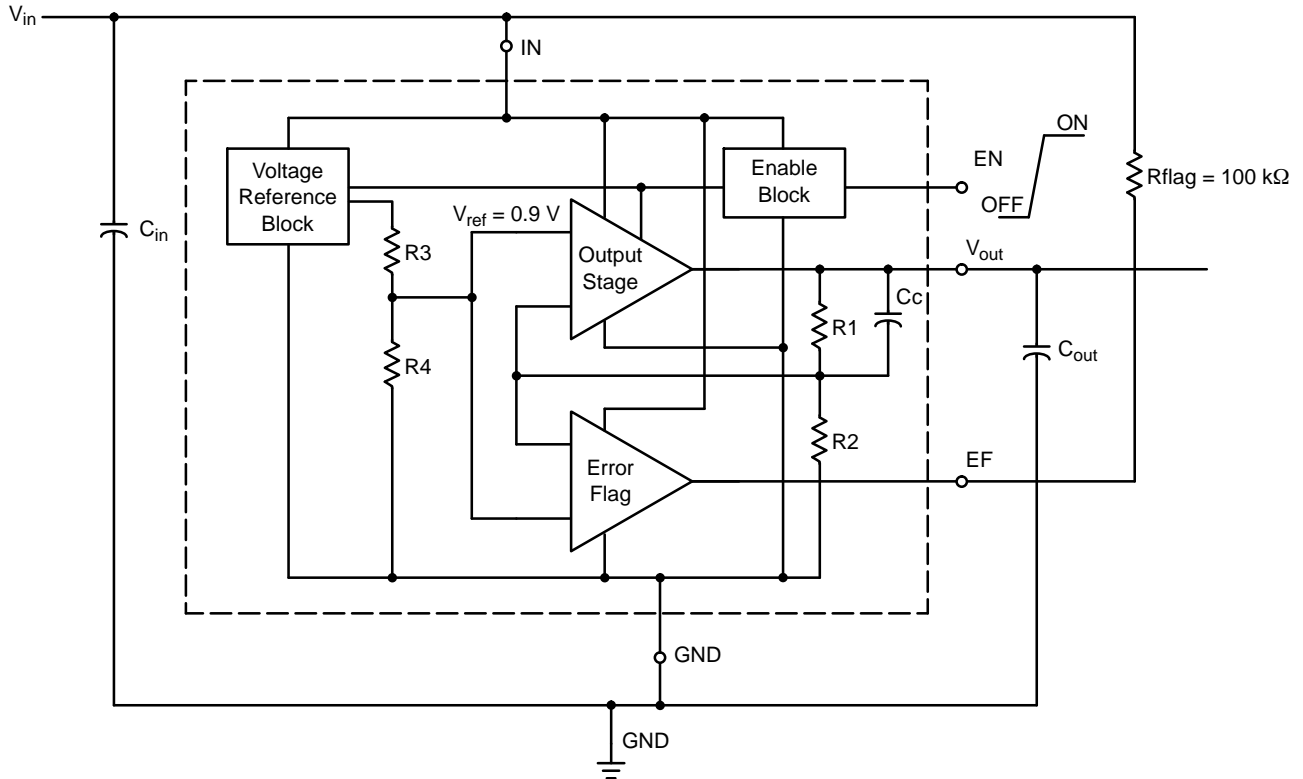 Vin
IN
ON
EN
OFF
Voltage
Reference
Block
Enable
Block
Rflag = 100 kΩ
Cin
Vref = 0.9 V
R3
Output
Stage
Vout
Cc
R1
R4
Cout
R2
Error
Flag
EF
GND
GND